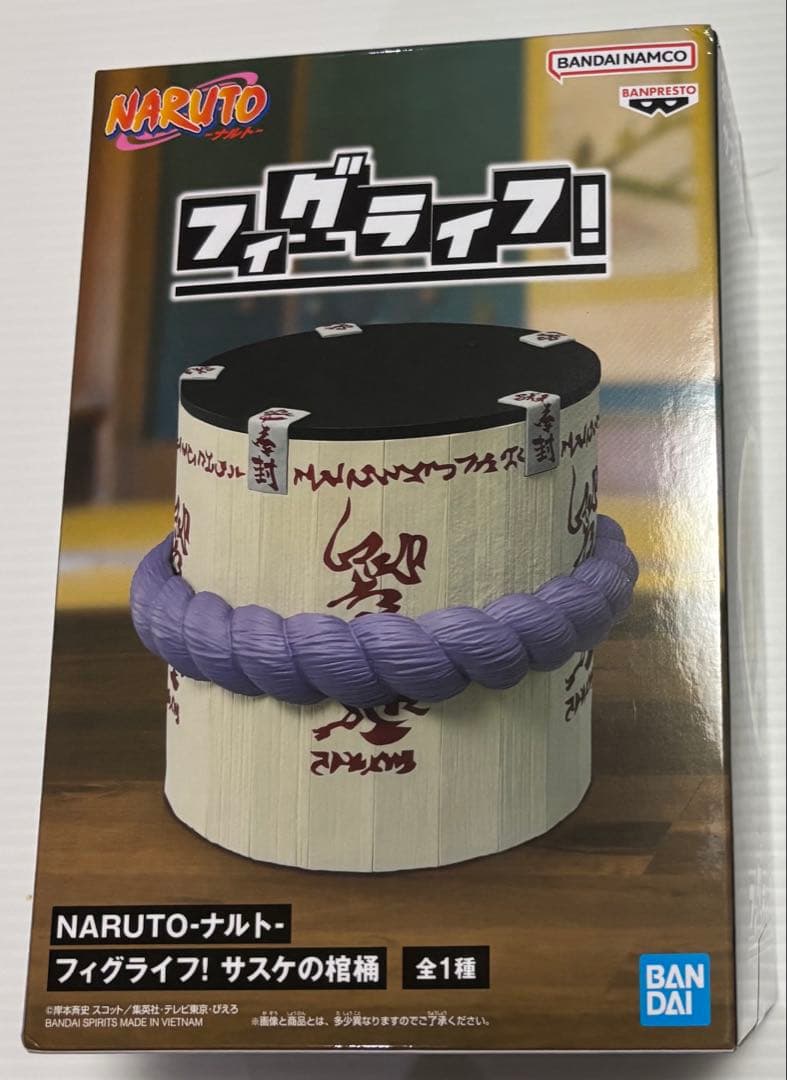 NARUTO
-ナルト-
BANDAI NAMCO
BANPRESTO
フィグライフ!
封
封
NARUTO-ナルト-
フィグライフ! サスケの棺桶 全1種
©岸本斉史 スコット/集英社・テレビ東京・ぴえろ
BANDAI SPIRITS MADE IN VIETNAM
※画像と商品とは、多少異なりますのでご了承ください。
BAN
DAI